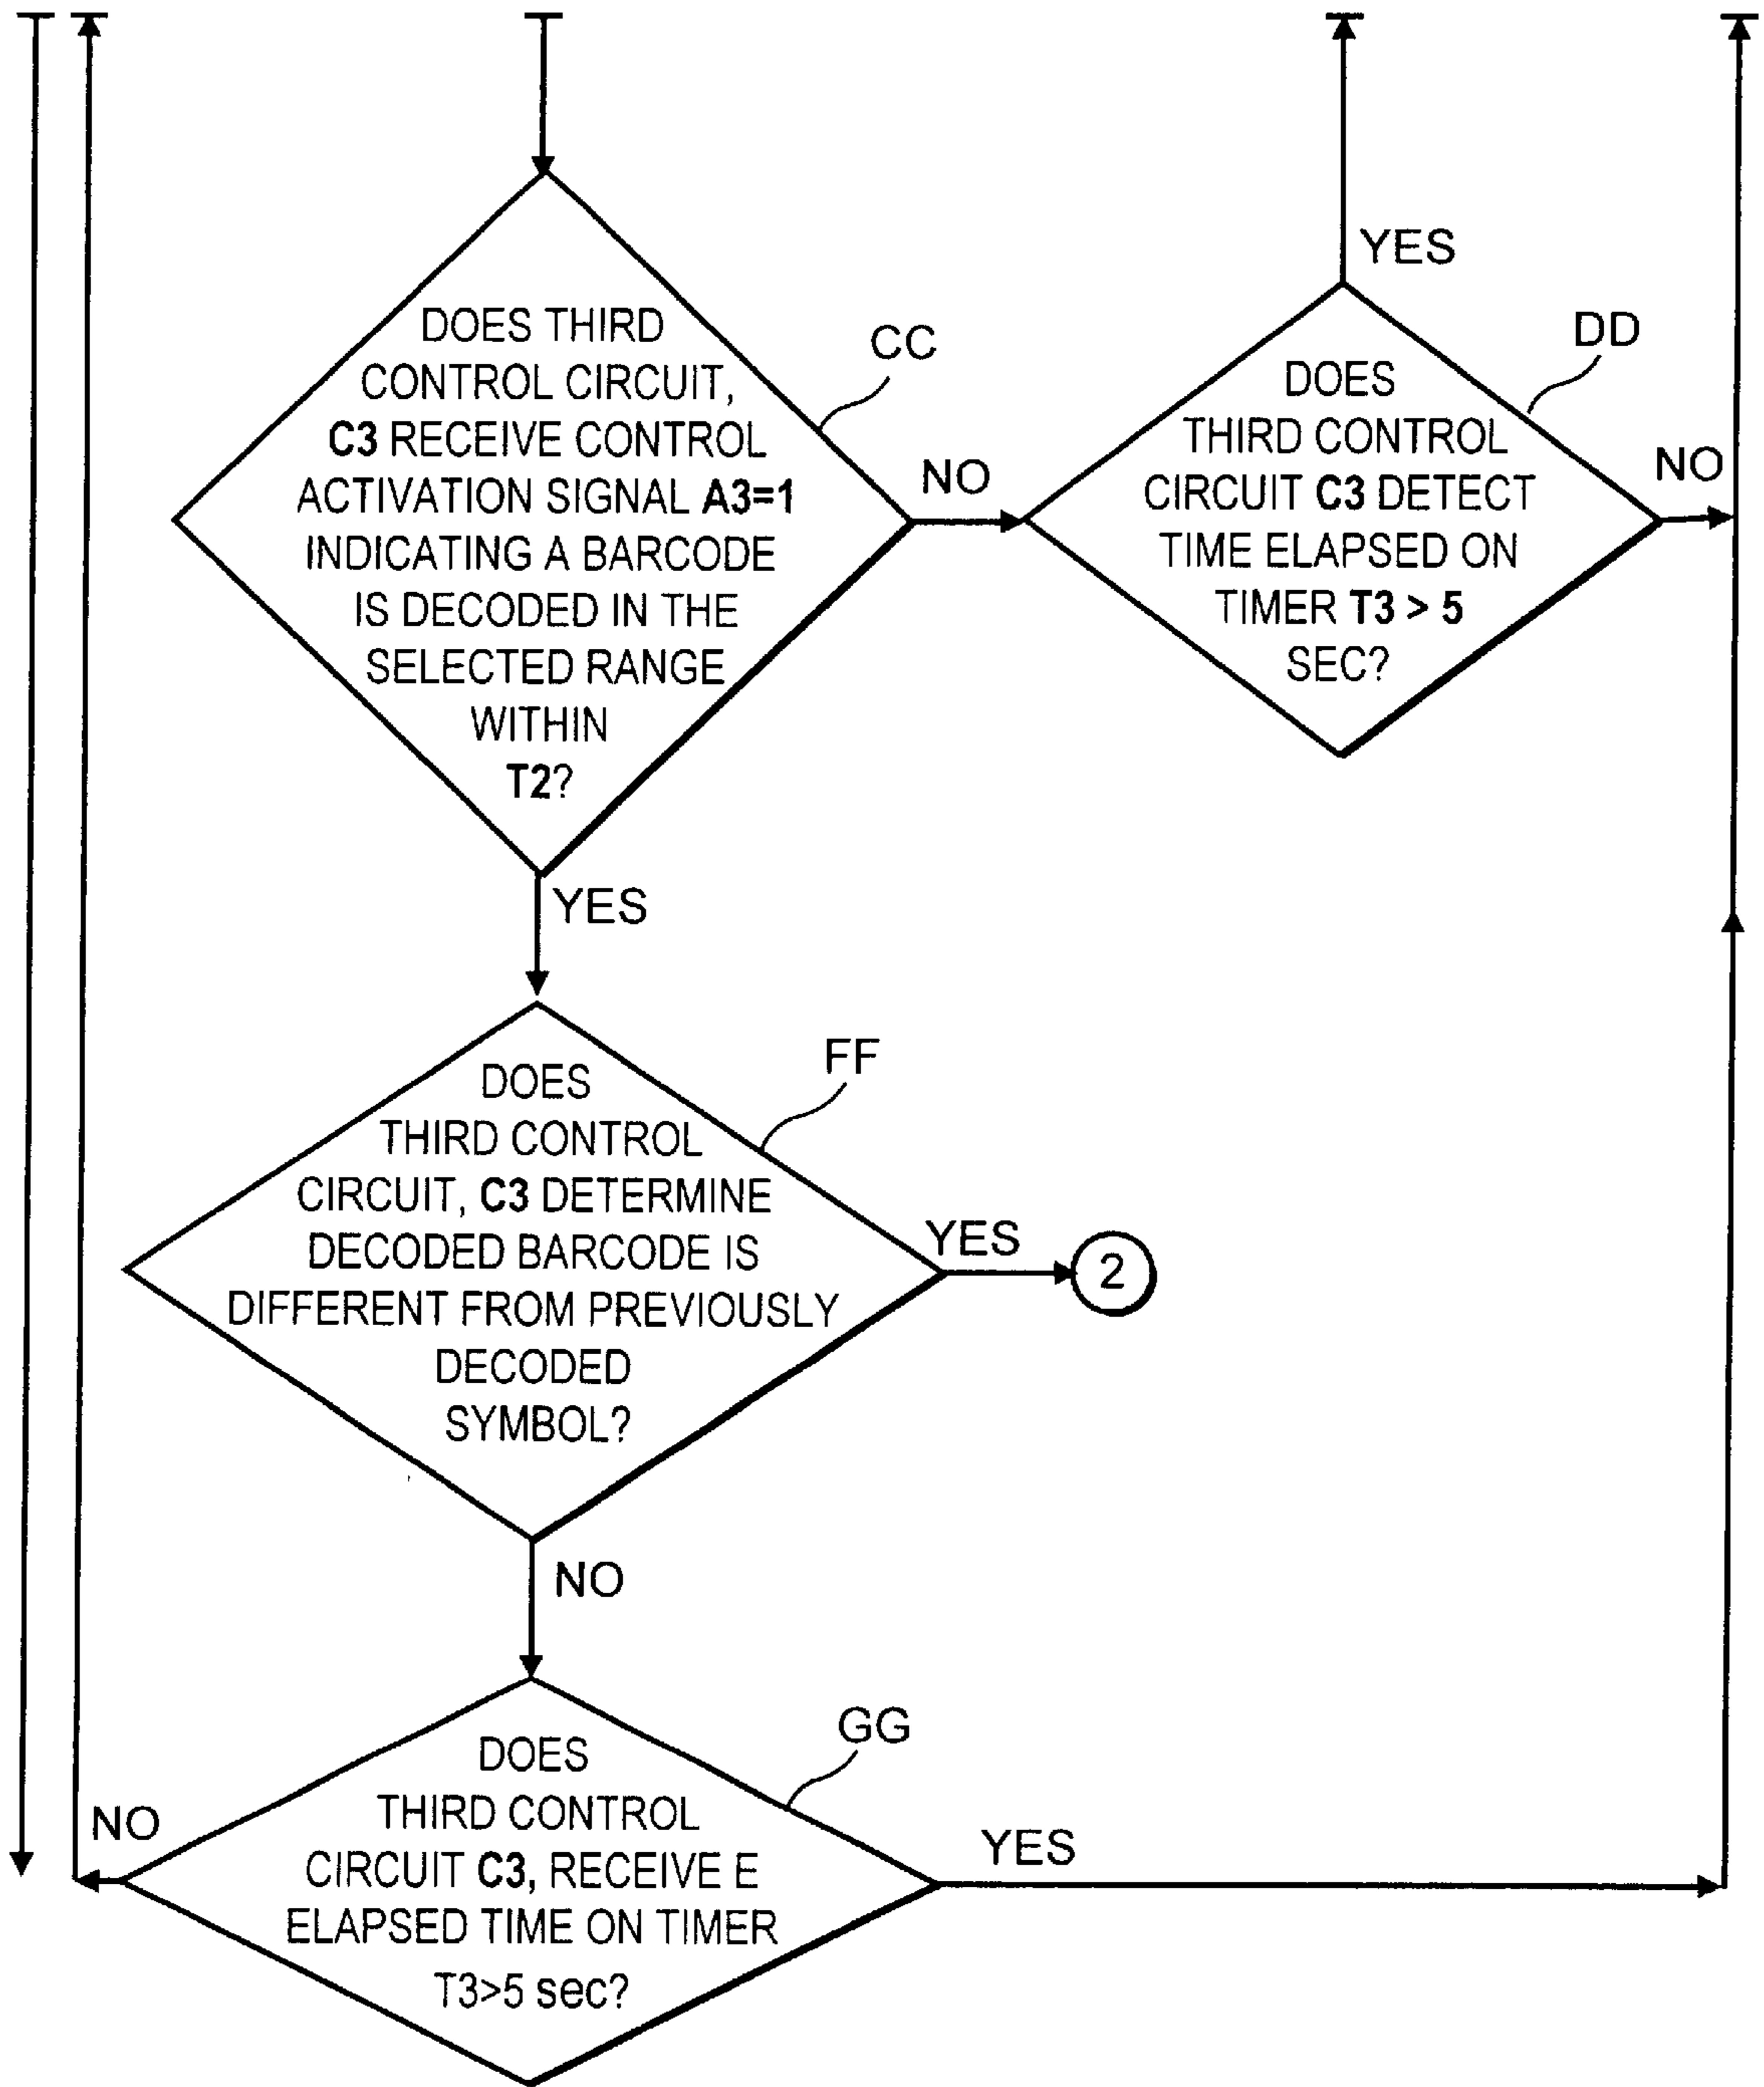 DOES THIRD
CONTROL CIRCUIT,
C3 RECEIVE CONTROL
ACTIVATION SIGNAL A3=1
INDICATING A BARCODE
IS DECODED IN THE
SELECTED RANGE
WITHIN
T2?
CC
NO
YES
YES
DOES
THIRD CONTROL
CIRCUIT C3 DETECT
TIME ELAPSED ON
TIMER T3 > 5
SEC?
DD
NO
DOES
THIRD CONTROL
CIRCUIT, C3 DETERMINE
DECODED BARCODE IS
DIFFERENT FROM PREVIOUSLY
DECODED
SYMBOL?
FF
YES
2
NO
DOES
THIRD CONTROL
CIRCUIT C3, RECEIVE E
ELAPSED TIME ON TIMER
T3>5 sec?
GG
NO
YES